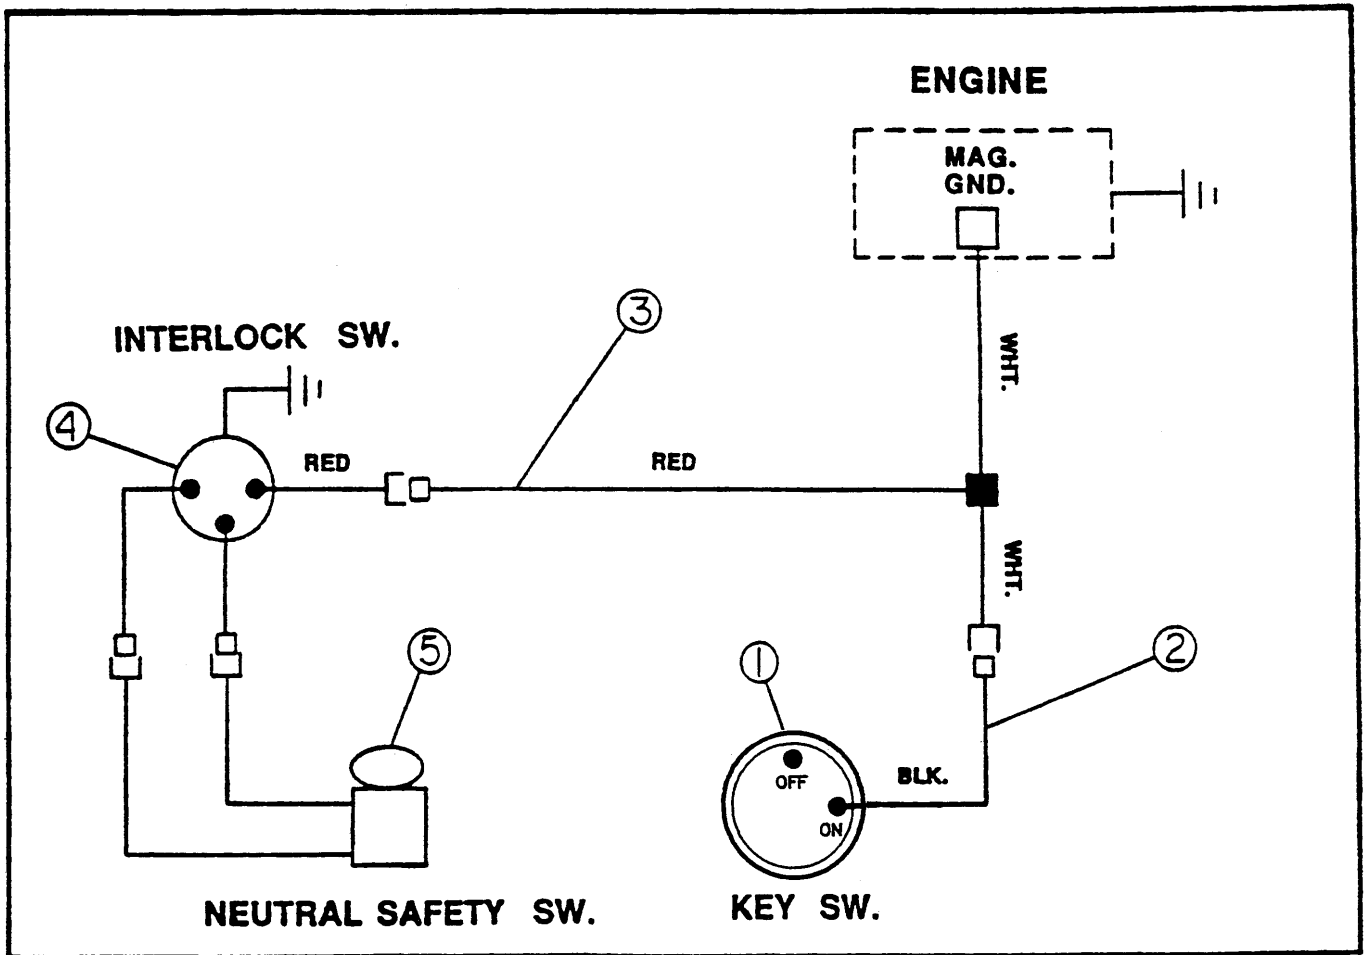 ENGINE
MAG.
GND.
WHT.
3
INTERLOCK SW.
4
RED
RED
WHT.
5
1
2
OFF
BLK.
ON
NEUTRAL SAFETY SW.
KEY SW.